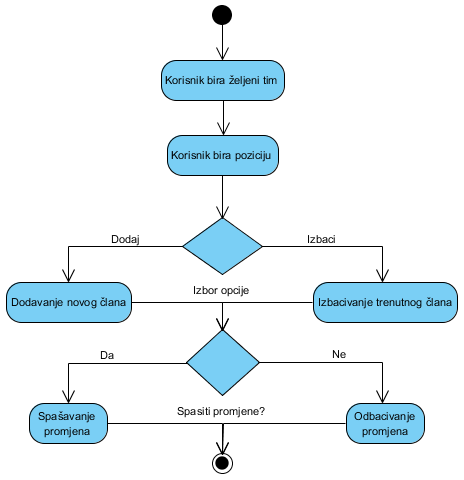 Korisnik bira željeni tim
Korisnik bira poziciju
Dodaj
Izbaci
Dodavanje novog člana
Izbor opcije
Izbacivanje trenutnog člana
Da
Ne
Spašavanje
promjena
Spasiti promjene?
Odbacivanje
promjena